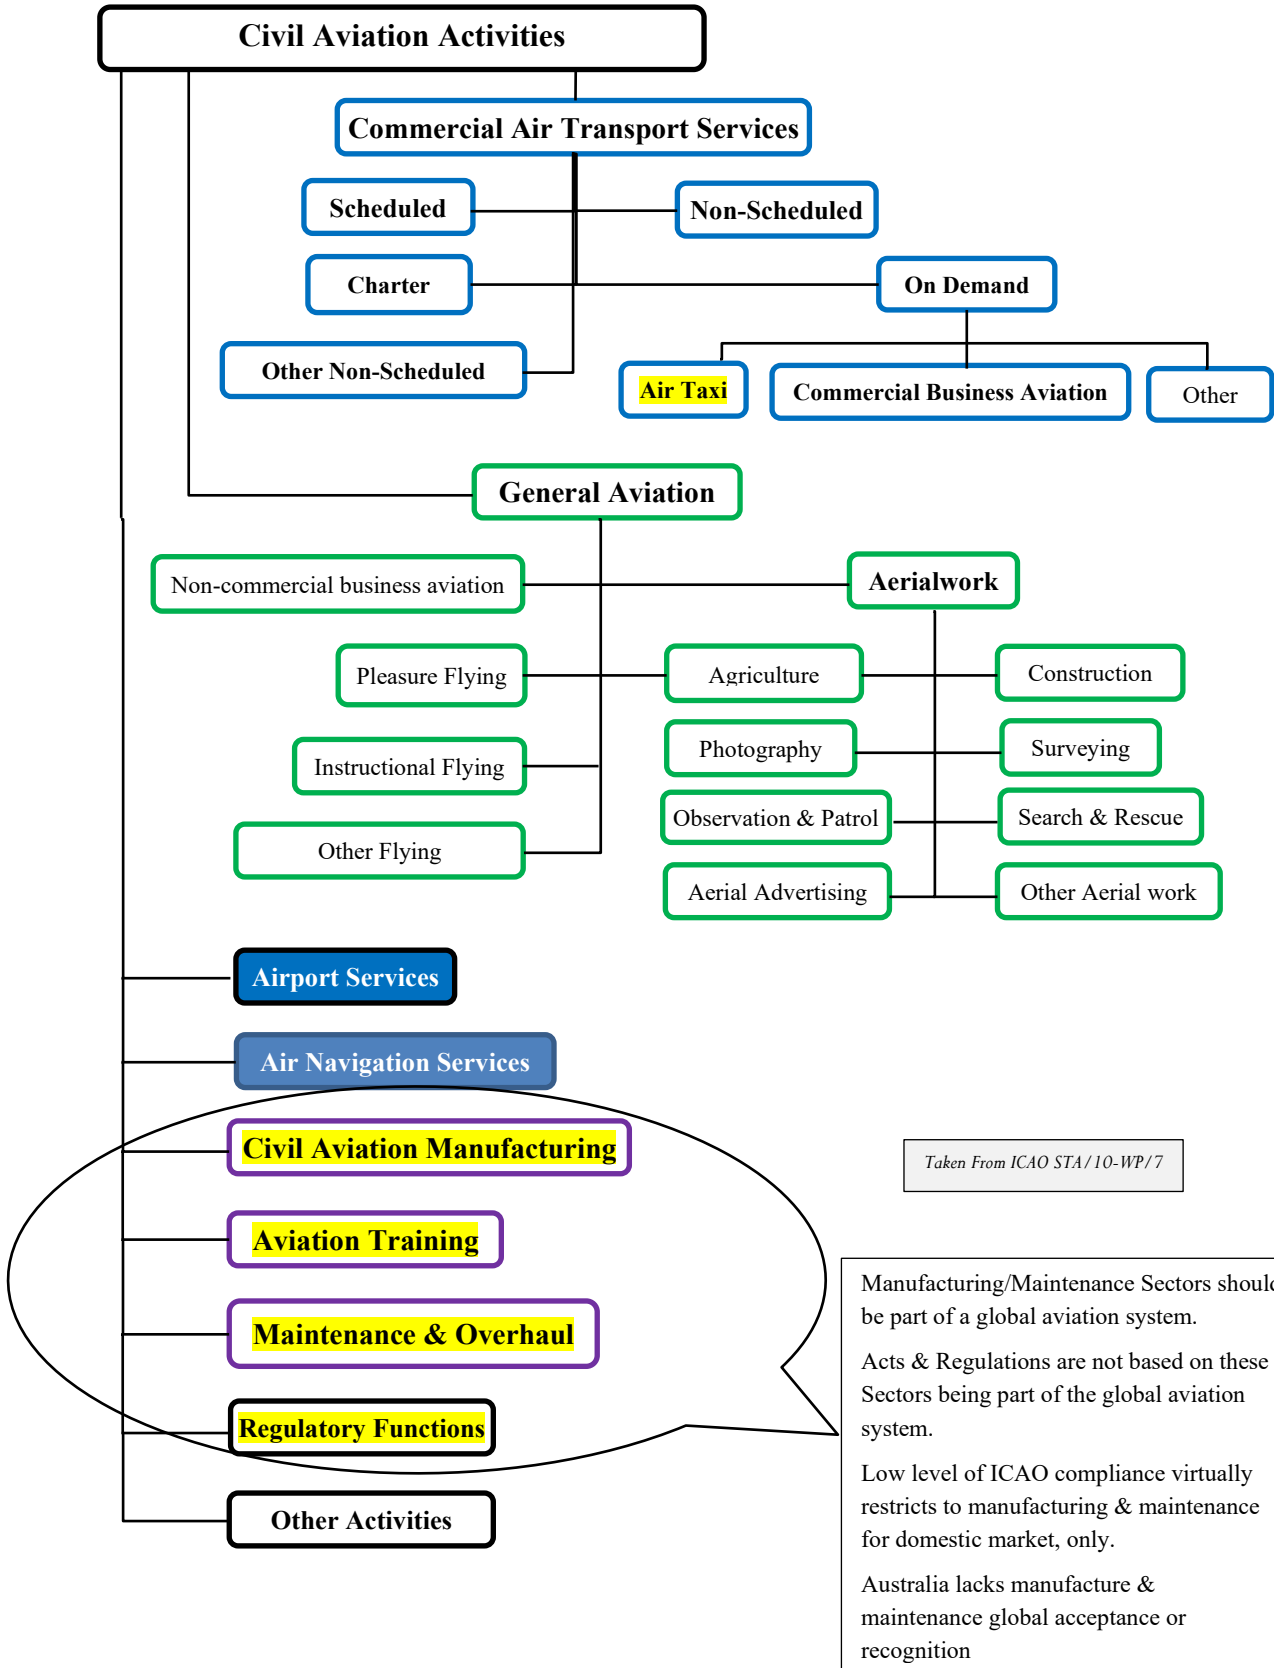 Civil Aviation Activities
Commercial Air Transport Services
Scheduled
Non-Scheduled
Charter
On Demand
Other Non-Scheduled
Air Taxi
Commercial Business Aviation
Other
General Aviation
Non-commercial business aviation
Aerialwork
Pleasure Flying
Agriculture
Construction
Photography
Surveying
Instructional Flying
Observation & Patrol
Search & Rescue
Other Flying
Aerial Advertising
Other Aerial work
Airport Services
Air Navigation Services
Civil Aviation Manufacturing
Taken From ICAO STA/10-WP/7
Aviation Training
Maintenance & Overhaul
Regulatory Functions
Other Activities
Manufacturing/Maintenance Sectors should
be part of a global aviation system.
Acts & Regulations are not based on these
Sectors being part of the global aviation
system.
Low level of ICAO compliance virtually
restricts to manufacturing & maintenance
for domestic market, only.
Australia lacks manufacture &
maintenance global acceptance or
recognition